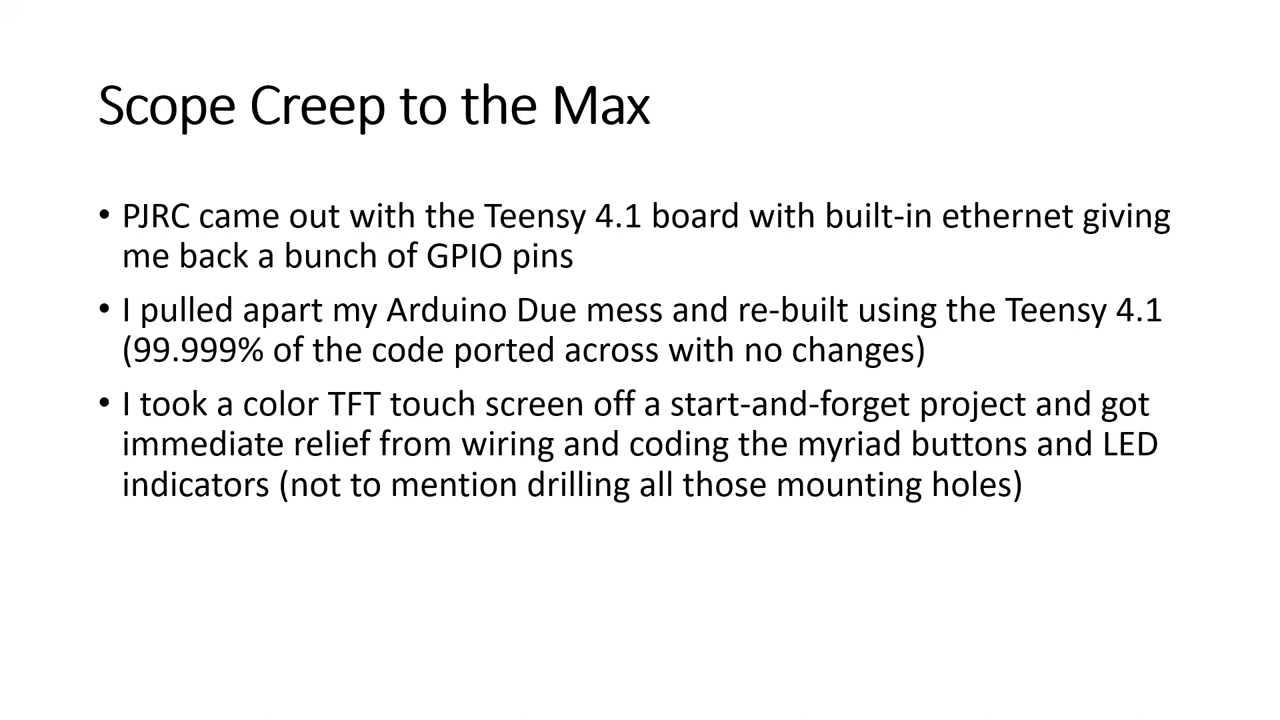 Scope Creep to the Max
• PJRC came out with the Teensy 4.1 board with built-in ethernet giving
me back a bunch of GPIO pins
• I pulled apart my Arduino Due mess and re-built using the Teensy 4.1
(99.999% of the code ported across with no changes)
• I took a color TFT touch screen off a start-and-forget project and got
immediate relief from wiring and coding the myriad buttons and LED
indicators (not to mention drilling all those mounting holes)